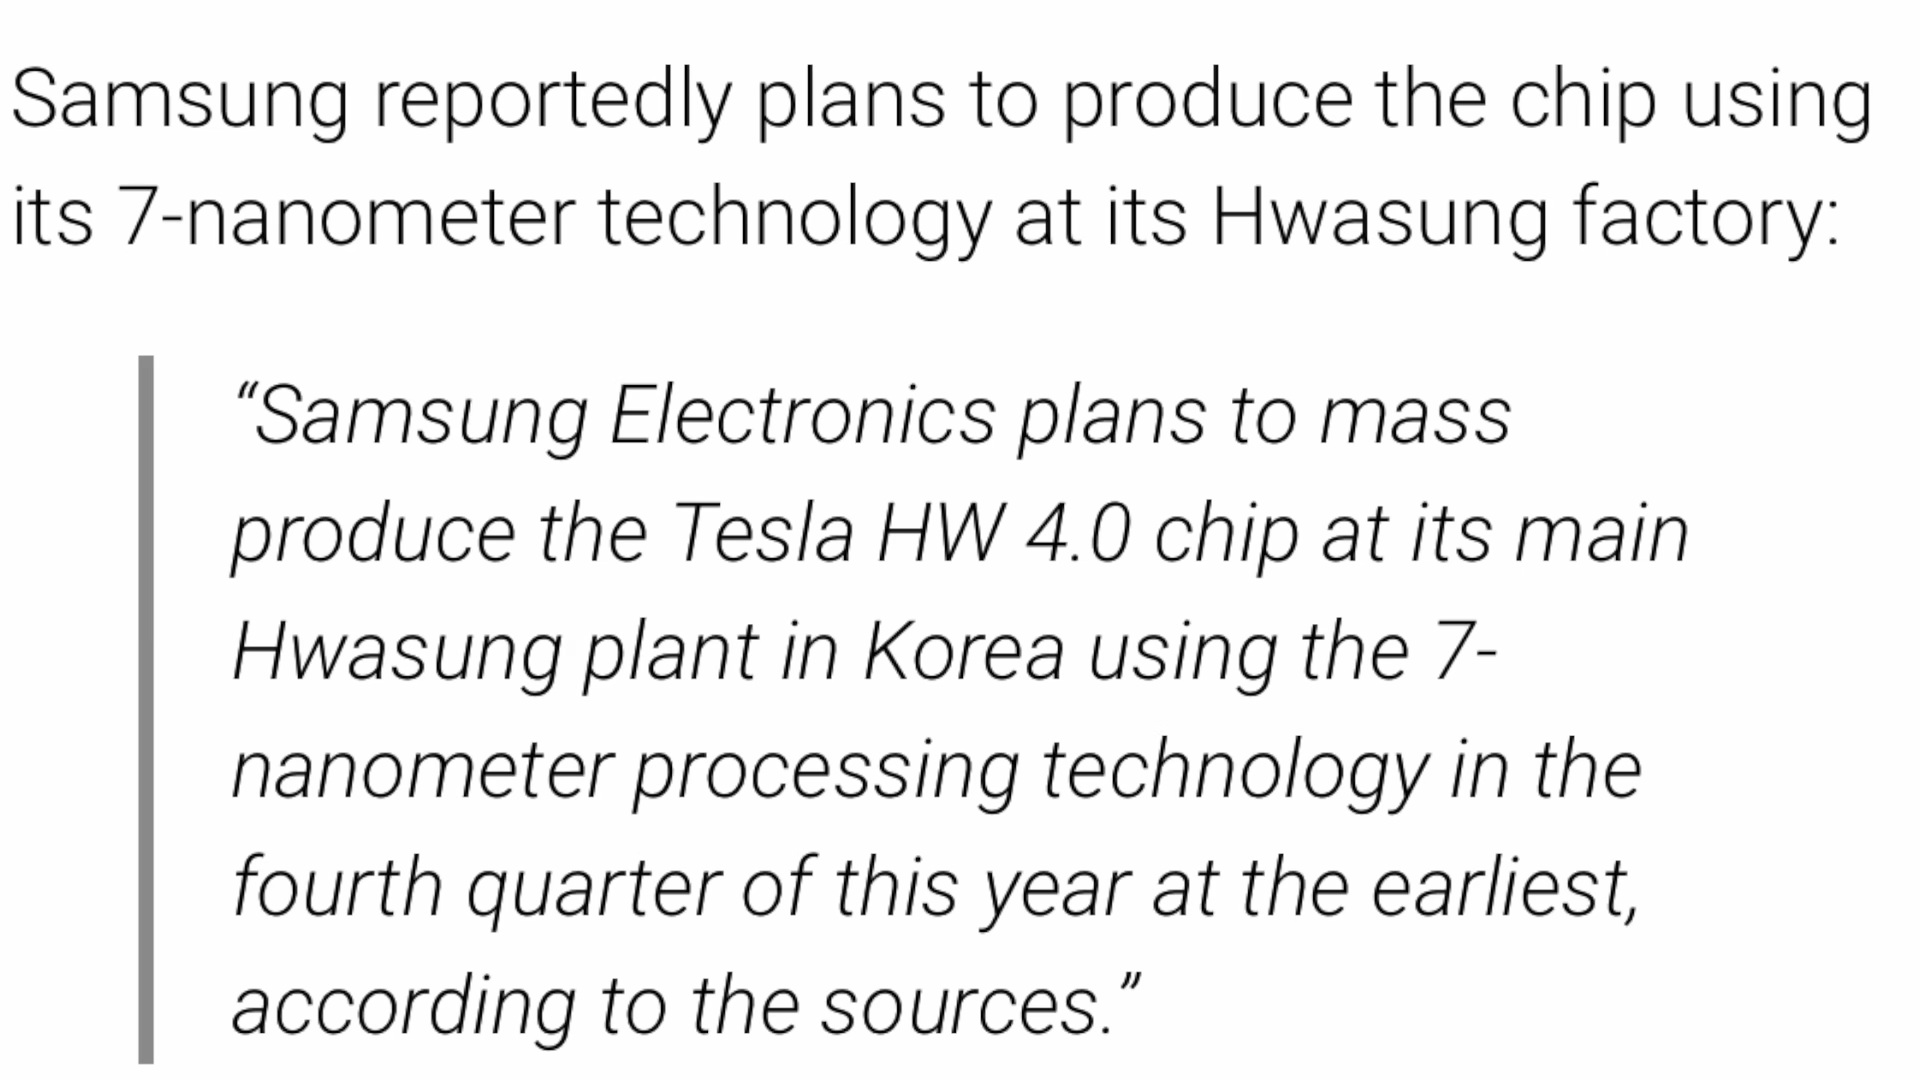 Samsung reportedly plans to produce the chip using
its 7-nanometer technology at its Hwasung factory:
“Samsung Electronics plans to mass
produce the Tesla HW 4.0 chip at its main
Hwasung plant in Korea using the 7-
nanometer processing technology in the
fourth quarter of this year at the earliest,
according to the sources.”